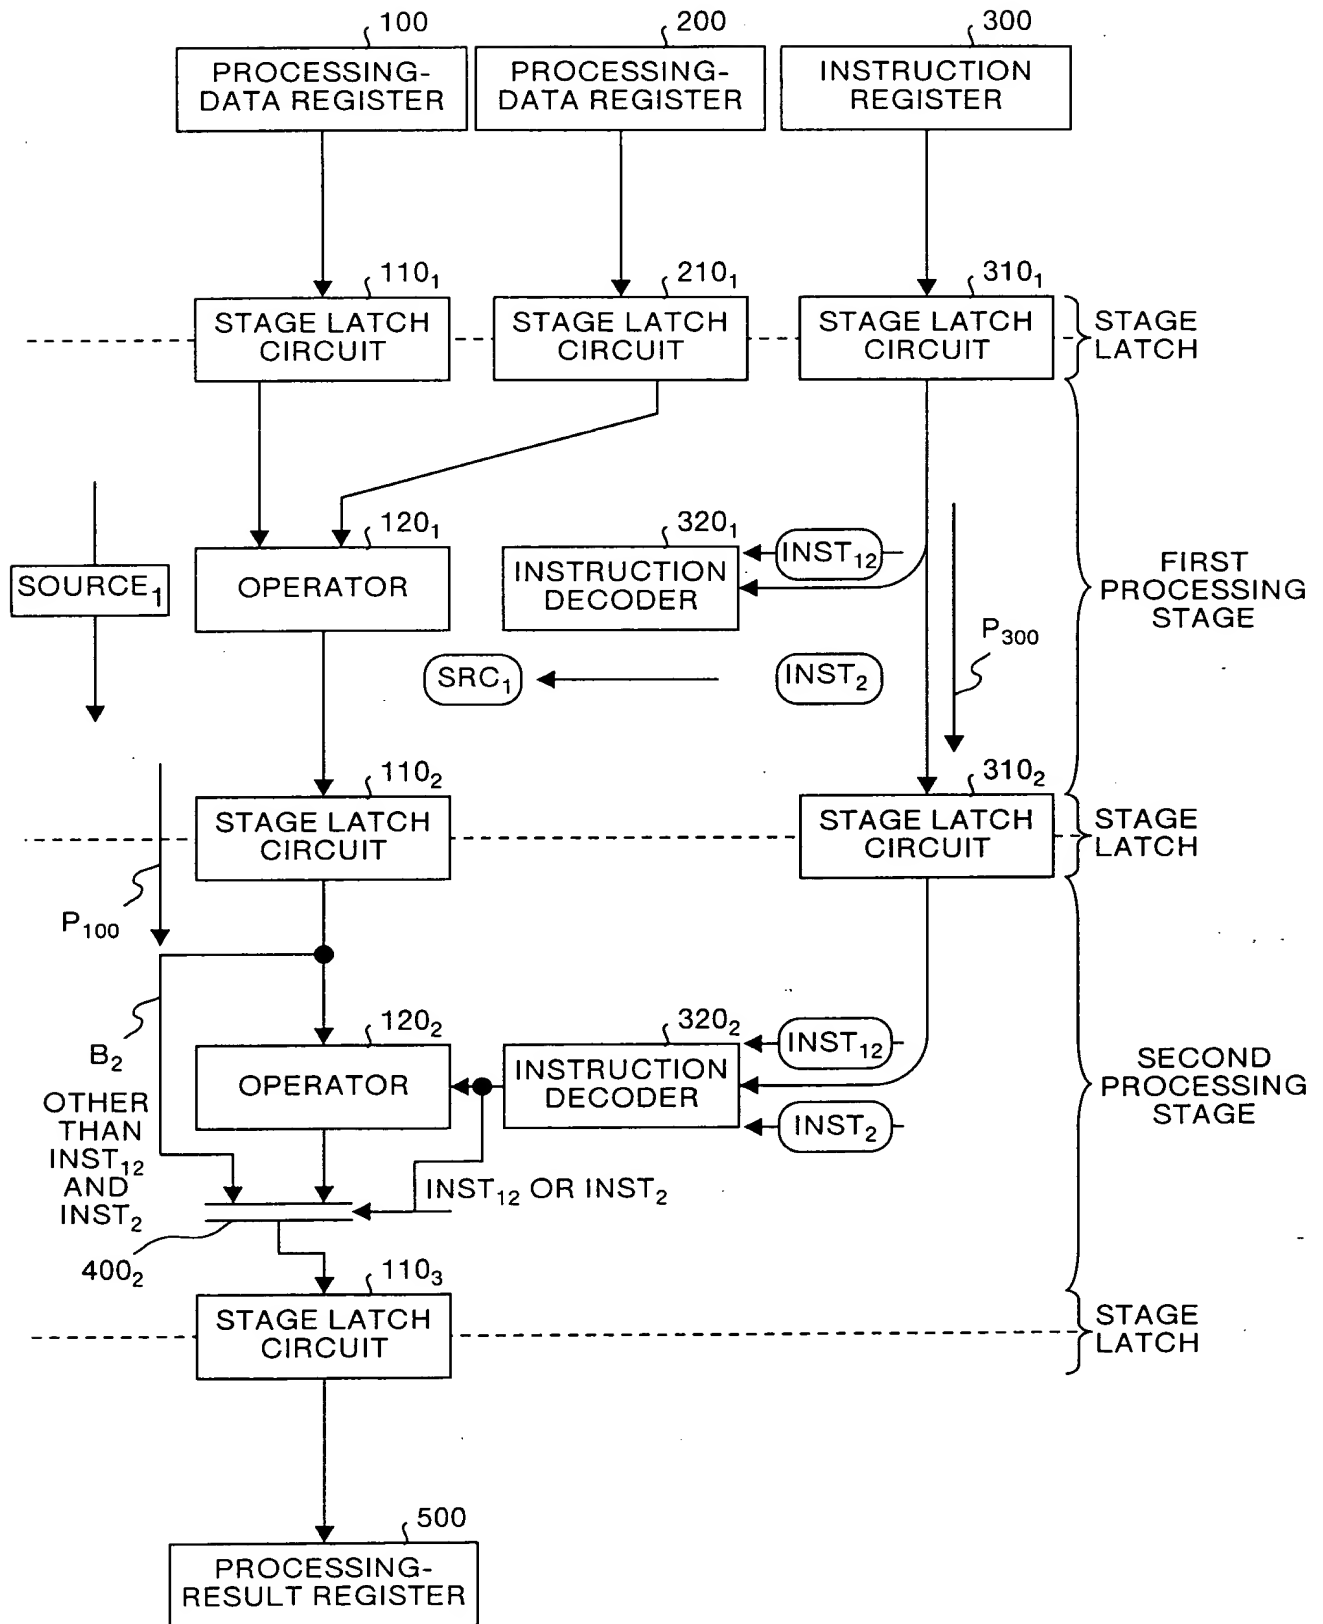 100
200
300
PROCESSING-
DATA REGISTER
PROCESSING-
DATA REGISTER
INSTRUCTION
REGISTER
110₁
210₁
310₁
STAGE LATCH
CIRCUIT
STAGE LATCH
CIRCUIT
STAGE LATCH
CIRCUIT
STAGE
LATCH
120₁
320₁
INST₁₂
SOURCE₁
OPERATOR
INSTRUCTION
DECODER
FIRST
PROCESSING
STAGE
P₃₀₀
SRC₁
INST₂
110₂
310₂
STAGE LATCH
CIRCUIT
STAGE LATCH
CIRCUIT
STAGE
LATCH
P₁₀₀
120₂
320₂
INST₁₂
B₂
OPERATOR
INSTRUCTION
DECODER
SECOND
PROCESSING
STAGE
INST₂
OTHER
THAN
INST₁₂
AND
INST₂
INST₁₂ OR INST₂
400₂
110₃
STAGE LATCH
CIRCUIT
STAGE
LATCH
500
PROCESSING-
RESULT REGISTER